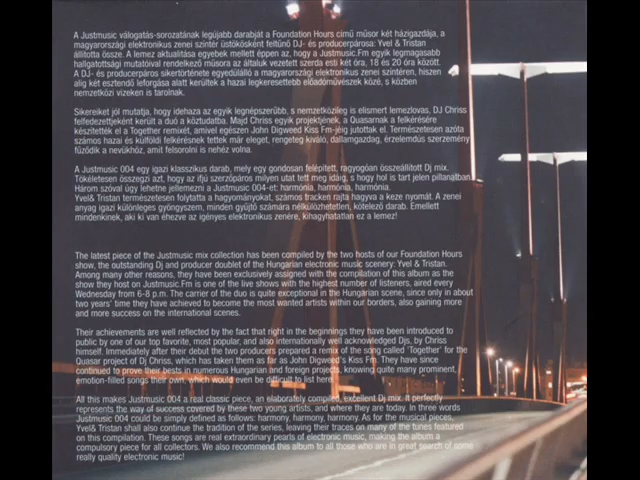 A Justmusic válogatás-sorozatának legújabb darabját a Foundation Hours című műsor két házigazdája, a
magyarországi elektronikus zenei szintér üstökösként feltűnő DJ- és producerpárosa: Yvel & Tristan
állította össze. A lemez aktualitása egyebek mellett éppen az, hogy a Justmusic.Fm egyik legmagasabb
hallgatottsági mutatóival rendelkező műsora az általuk vezetett szerda esti két óra, 18 és 20 óra között.
A DJ- és producerpáros sikertörténete egyedülálló a magyarországi elektronikus zenei szintéren, hiszen
alig két esztendő leforgása alatt kerültek a hazai legkeresettebb előadóművészek közé, s közben
nemzetközi vizeken is tarolnak.
Sikereiket jól mutatja, hogy idehaza az egyik legnépszerűbb, s nemzetközileg is elismert lemezlovas, DJ Chriss
felfedezettjeként került a duó a köztudatba. Majd Chriss egyik projektjének, a Quasarnak a felkérésére
készítették el a Together remixét, amivel egészen John Digweed Kiss Fm-jéig jutottak el. Természetesen azóta
számos hazai és külföldi felkérésnek tettek már eleget, rengeteg kiváló, dallamgazdag, érzelemdús szerzemény
fűződik a nevükhöz, amit felsorolni is nehéz volna.
A Justmusic 004 egy igazi klasszikus darab, mely egy gondosan felépített, ragyogóan összeállított Dj mix.
Tökéletesen összegzi azt, hogy az ifjú szerzőpáros milyen utat tett meg idáig, s hogy hol is tart jelen pillanatban.
Három szóval úgy lehetne jellemezni a Justmusic 004-et: harmónia, harmónia, harmónia.
Yvel& Tristan természetesen folytatta a hagyományokat, számos tracken rajta hagyva a keze nyomát. A zenei
anyag igazi különleges gyöngyszem, minden gyűjtő számára nélkülözhetetlen, kötelező darab. Emellett
mindenkinek, aki ki van éhezve az igényes elektronikus zenére, kihagyhatatlan ez a lemez!
The latest piece of the Justmusic mix collection has been compiled by the two hosts of our Foundation Hours
show, the outstanding Dj and producer doublet of the Hungarian electronic music scenery: Yvel & Tristan.
Among many other reasons, they have been exclusively assigned with the compilation of this album as the
show they host on Justmusic.Fm is one of the live shows with the highest number of listeners, aired every
Wednesday from 6-8 p.m. The carrier of the duo is quite exceptional in the Hungarian scene, since only in about
two years' time they have achieved to become the most wanted artists within our borders, also gaining more
and more success on the international scenes.
Their achievements are well reflected by the fact that right in the beginnings they have been introduced to
public by one of our top favorite, most popular, and also internationally well acknowledged Djs, by Chriss
himself. Immediately after their debut the two producers prepared a remix of the song called 'Together' for the
Quasar project of Dj Chriss, which has taken them as far as John Digweed's Kiss Fm. They have since
continued to prove their bests in numerous Hungarian and foreign projects, knowing quite many prominent,
emotion-filled songs their own, which would even be difficult to list here.
All this makes Justmusic 004 a real classic piece, an elaborately compiled, excellent Dj mix. It perfectly
represents the way of success covered by these two young artists, and where they are today. In three words
Justmusic 004 could be simply defined as follows: harmony, harmony, harmony. As for the musical pieces,
Yvel& Tristan shall also continue the tradition of the series, leaving their traces on many of the tunes featured
on this compilation. These songs are real extraordinary pearls of electronic music, making the album a
compulsory piece for all collectors. We also recommend this album to all those who are in great search of some
really quality electronic music!